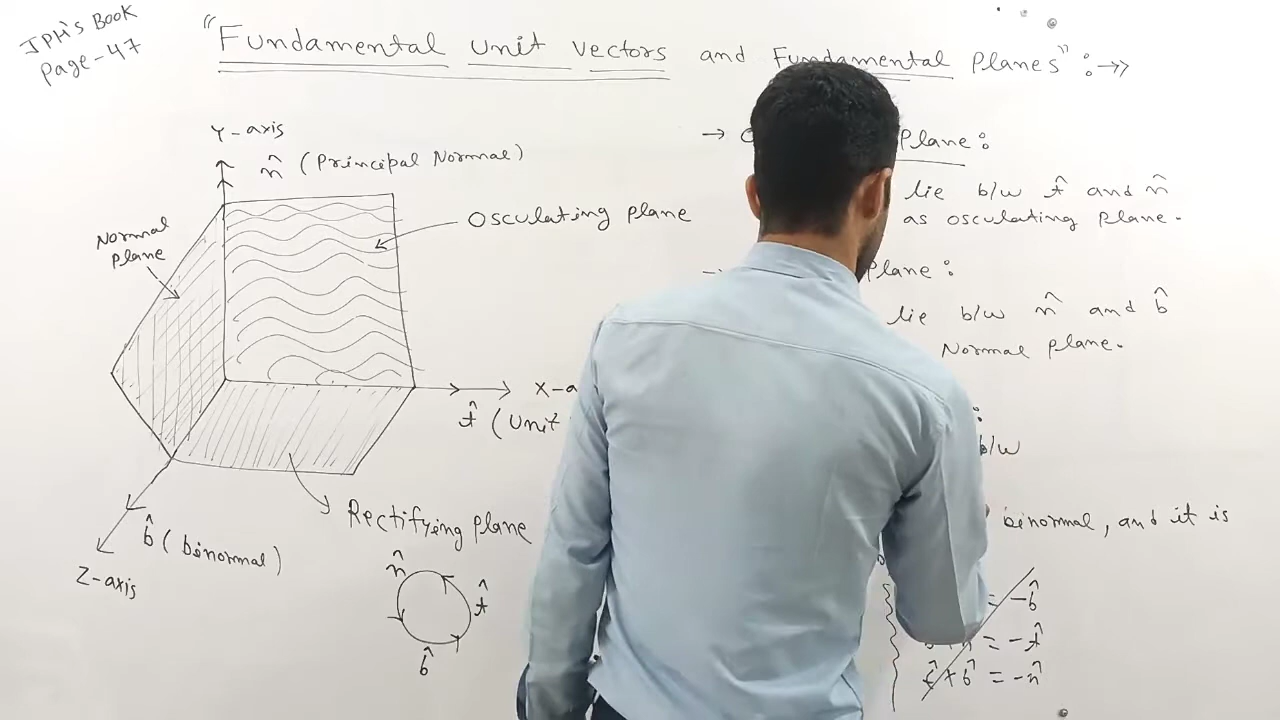 JPH's Book
Page-47
"Fundamental Unit Vectors and Fundamental Planes" :→>
Y-axis
n̂ (Principal Normal)
Normal
plane
Osculating plane
X-a
t̂ (Unit
Rectifying plane
b̂ (binormal)
Z-axis
n̂
t̂
b̂
→ Plane :
lie b/w t̂ and n̂
as osculating plane.
Plane :
lie b/w n̂ and b̂
Normal plane.
:
b/w
binormal, and it is
= -b̂
= -t̂
t̂ × b̂ = -n̂